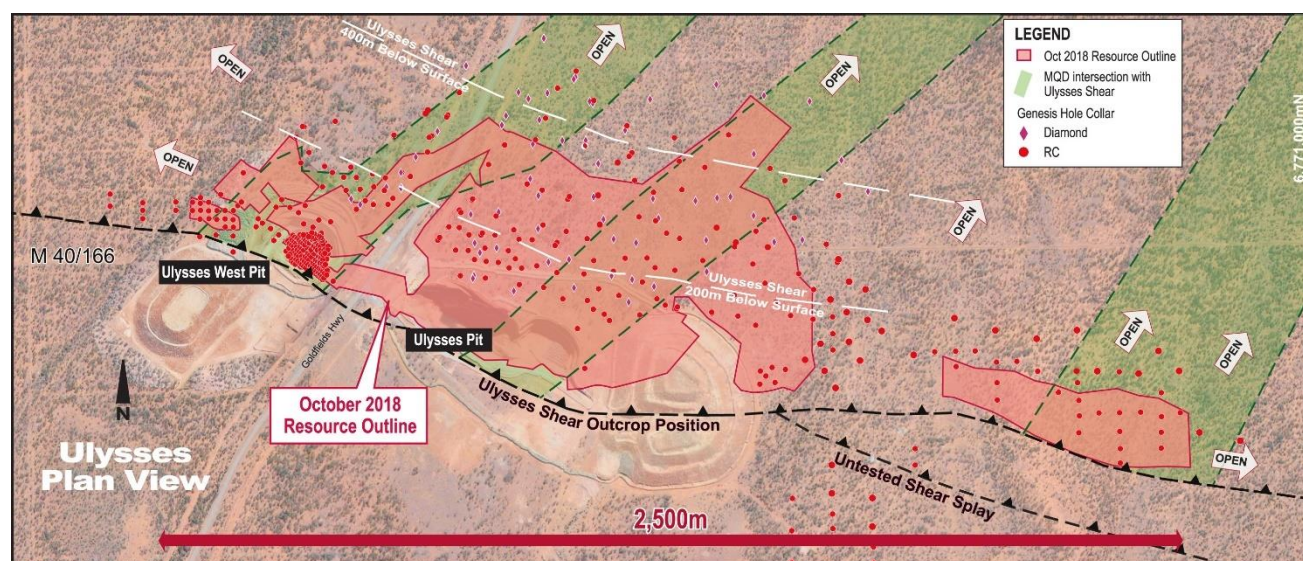 Ulysses Shear
400m Below Surface
OPEN
OPEN
OPEN
OPEN
LEGEND
Oct 2018 Resource Outline
MQD intersection with
Ulysses Shear
Genesis Hole Collar
Diamond
RC
6,771,000mN
OPEN
M 40/166
Ulysses West Pit
Goldfields Hwy
Ulysses Pit
Ulysses Shear
200m Below Surface
OPEN
OPEN
OPEN
N
October 2018
Resource Outline
Ulysses Shear Outcrop Position
Untested Shear Splay
Ulysses
Plan View
2,500m